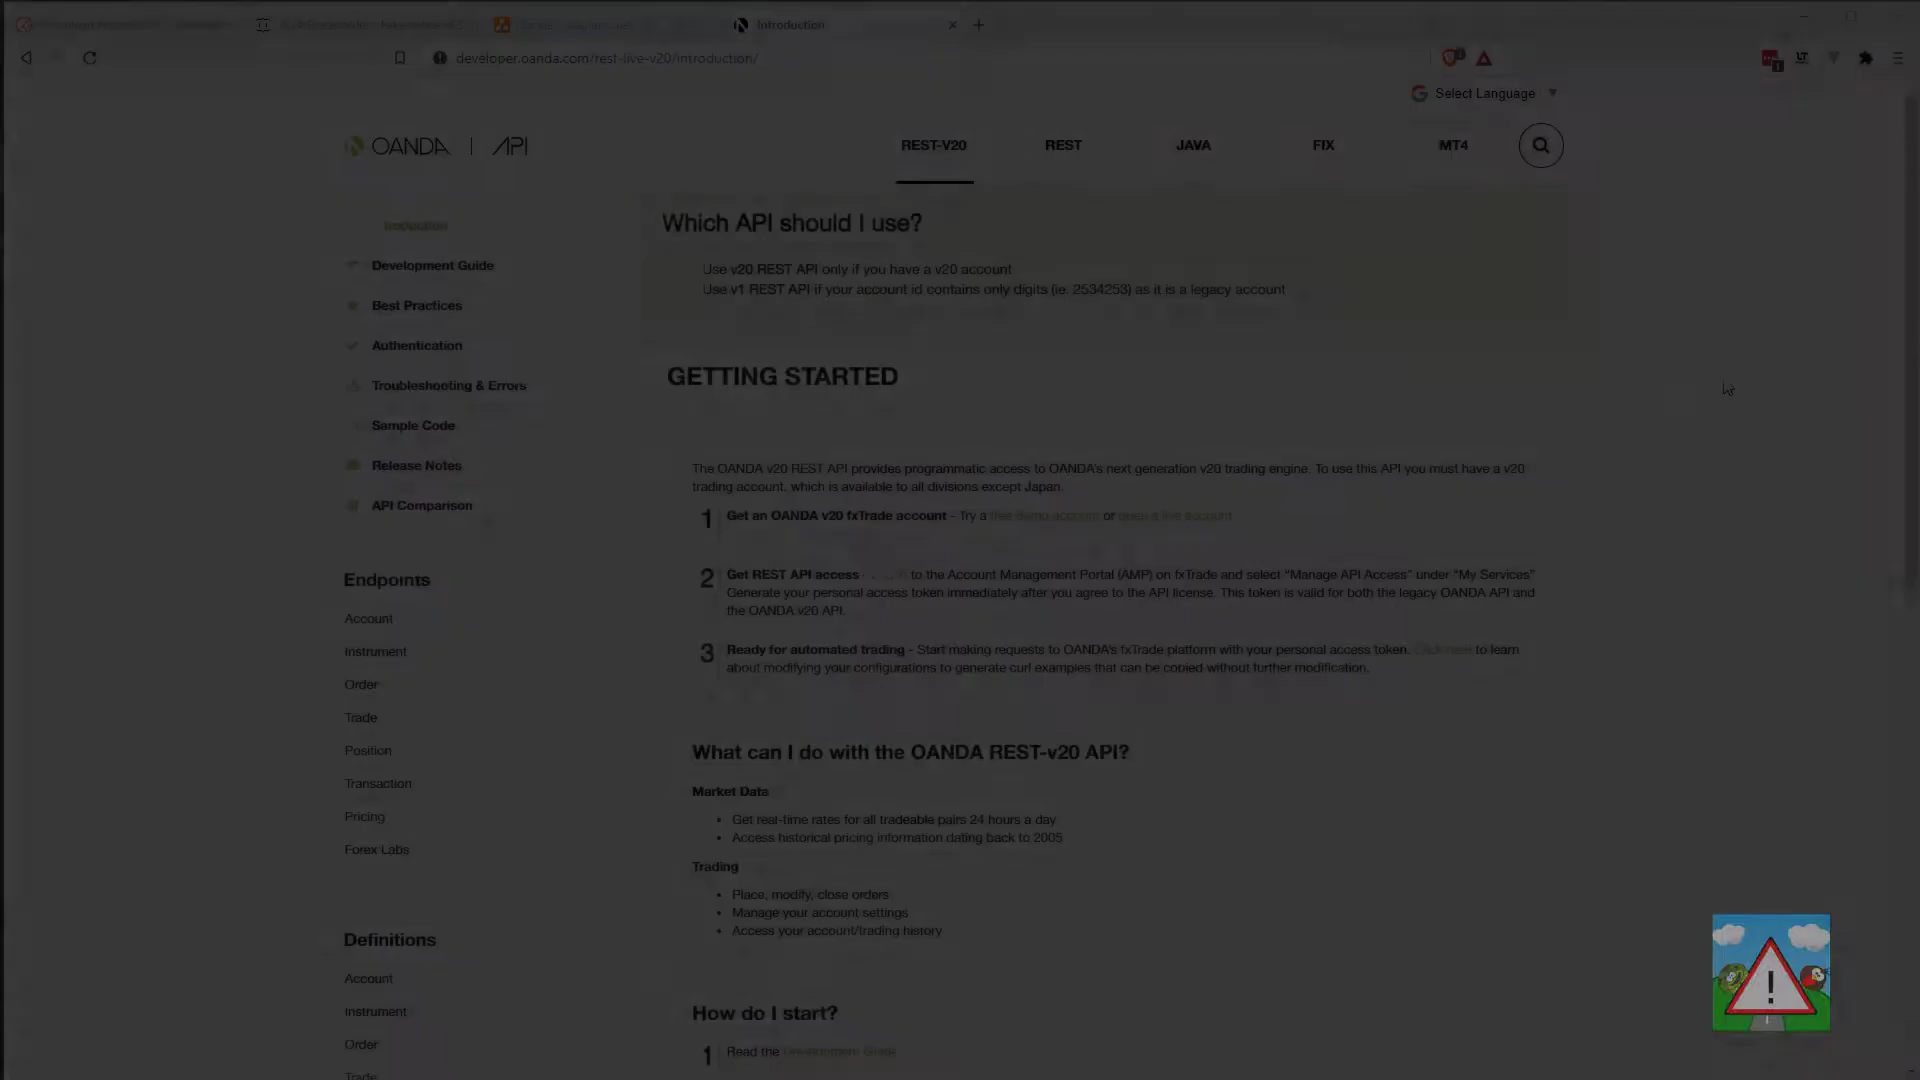 Introduction
developer.oanda.com/rest-live-v20/introduction/
Select Language
OANDA | API
REST-V20
REST
JAVA
FIX
MT4
Introduction
Development Guide
Best Practices
Authentication
Troubleshooting & Errors
Sample Code
Release Notes
API Comparison
Endpoints
Account
Instrument
Order
Trade
Position
Transaction
Pricing
Forex Labs
Definitions
Account
Instrument
Order
Trade
Which API should I use?
Use v20 REST API only if you have a v20 account
Use v1 REST API if your account id contains only digits (ie. 2534253) as it is a legacy account
GETTING STARTED
The OANDA v20 REST API provides programmatic access to OANDA's next generation v20 trading engine. To use this API you must have a v20
trading account, which is available to all divisions except Japan.
1 Get an OANDA v20 fxTrade account - Try a free demo account or open a live account
2 Get REST API access - to the Account Management Portal (AMP) on fxTrade and select “Manage API Access” under “My Services”
Generate your personal access token immediately after you agree to the API license. This token is valid for both the legacy OANDA API and
the OANDA v20 API.
3 Ready for automated trading - Start making requests to OANDA's fxTrade platform with your personal access token. Click here to learn
about modifying your configurations to generate curl examples that can be copied without further modification.
What can I do with the OANDA REST-v20 API?
Market Data
• Get real-time rates for all tradeable pairs 24 hours a day
• Access historical pricing information dating back to 2005
Trading
• Place, modify, close orders
• Manage your account settings
• Access your account/trading history
How do I start?
1 Read the Development Guide